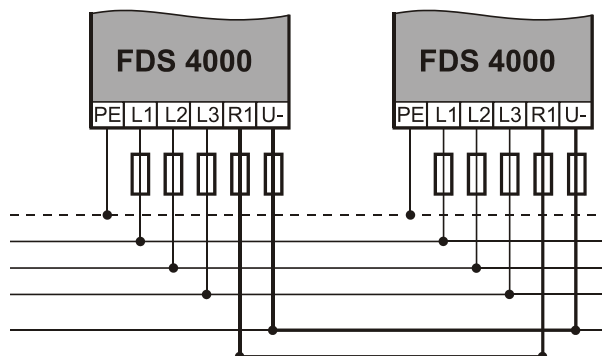 FDS 4000 FDS 4000
PE L1 L2 L3 R1 U- PE L1 L2 L3 R1 U-